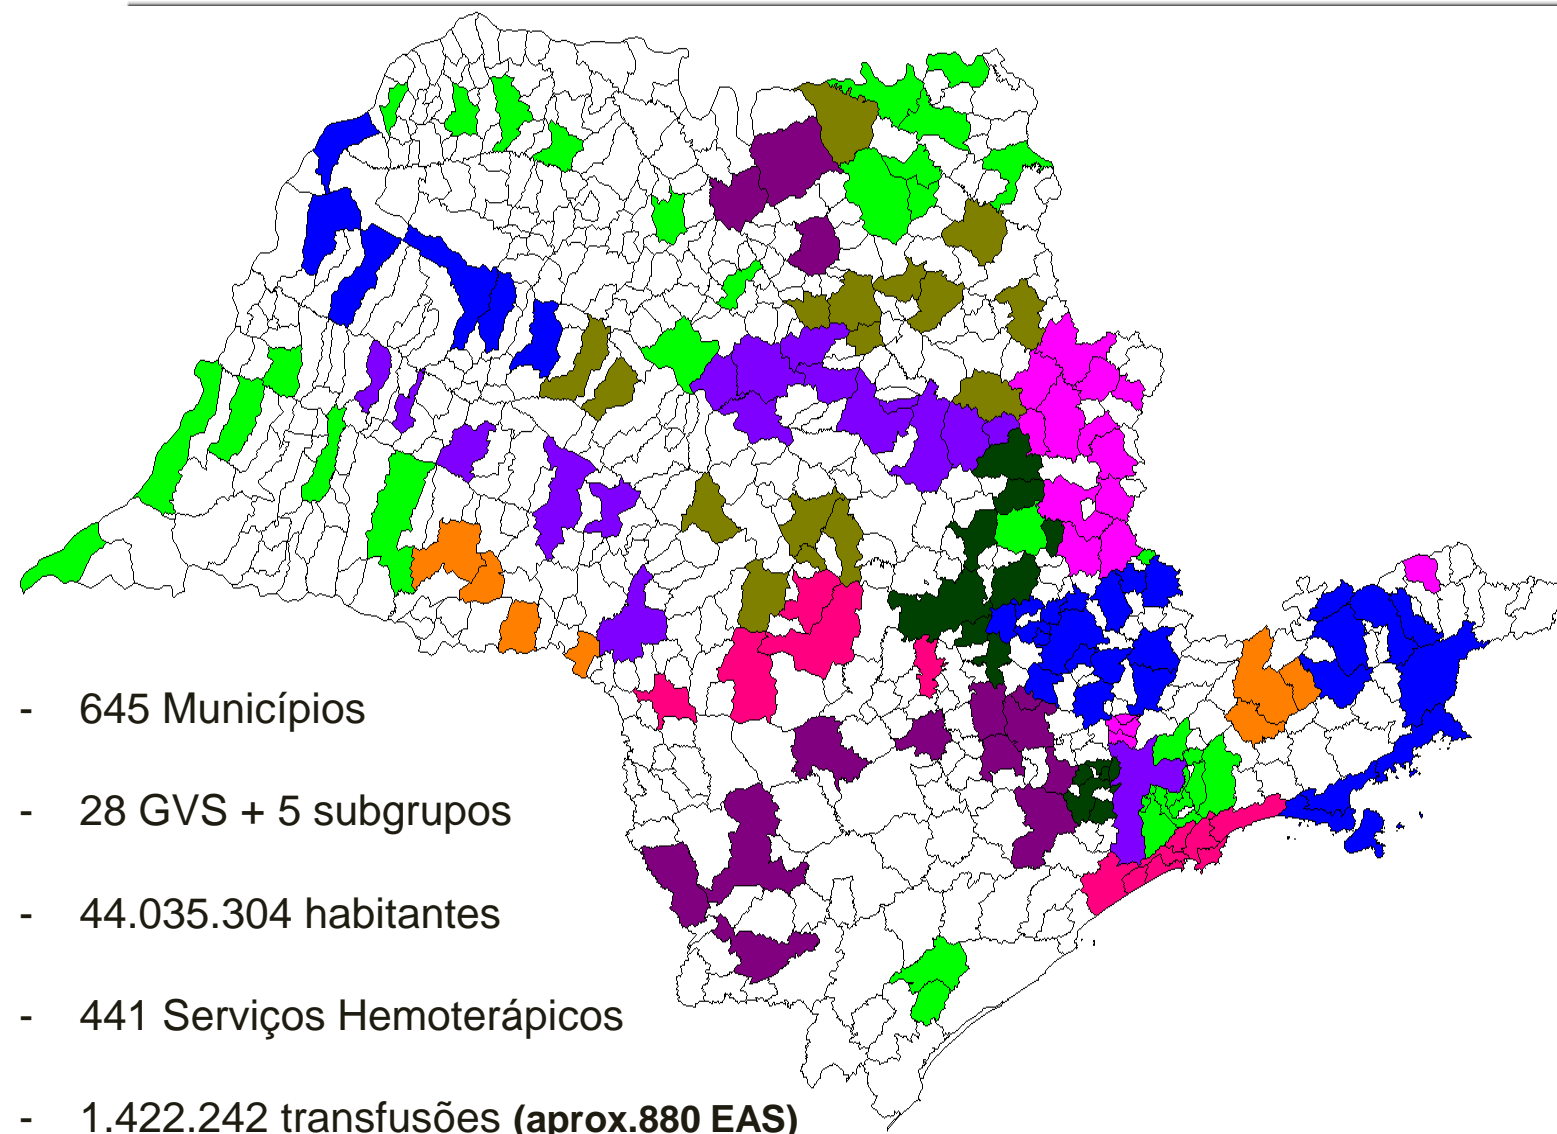 - 645 Municípios
- 28 GVS + 5 subgrupos
- 44.035.304 habitantes
- 441 Serviços Hemoterápicos
- 1.422.242 transfusões (aprox.880 EAS)